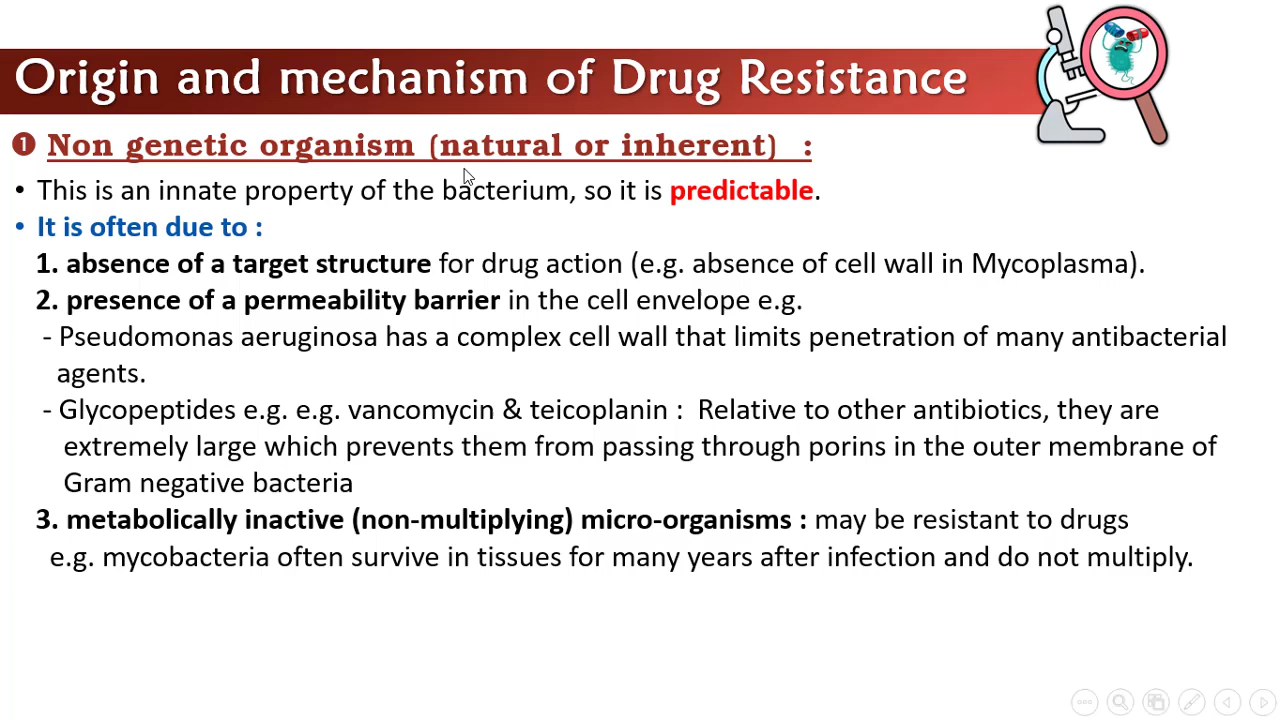 Origin and mechanism of Drug Resistance
❶ Non genetic organism (natural or inherent) :
• This is an innate property of the bacterium, so it is predictable.
• It is often due to :
1. absence of a target structure for drug action (e.g. absence of cell wall in Mycoplasma).
2. presence of a permeability barrier in the cell envelope e.g.
- Pseudomonas aeruginosa has a complex cell wall that limits penetration of many antibacterial
agents.
- Glycopeptides e.g. e.g. vancomycin & teicoplanin : Relative to other antibiotics, they are
extremely large which prevents them from passing through porins in the outer membrane of
Gram negative bacteria
3. metabolically inactive (non-multiplying) micro-organisms : may be resistant to drugs
e.g. mycobacteria often survive in tissues for many years after infection and do not multiply.